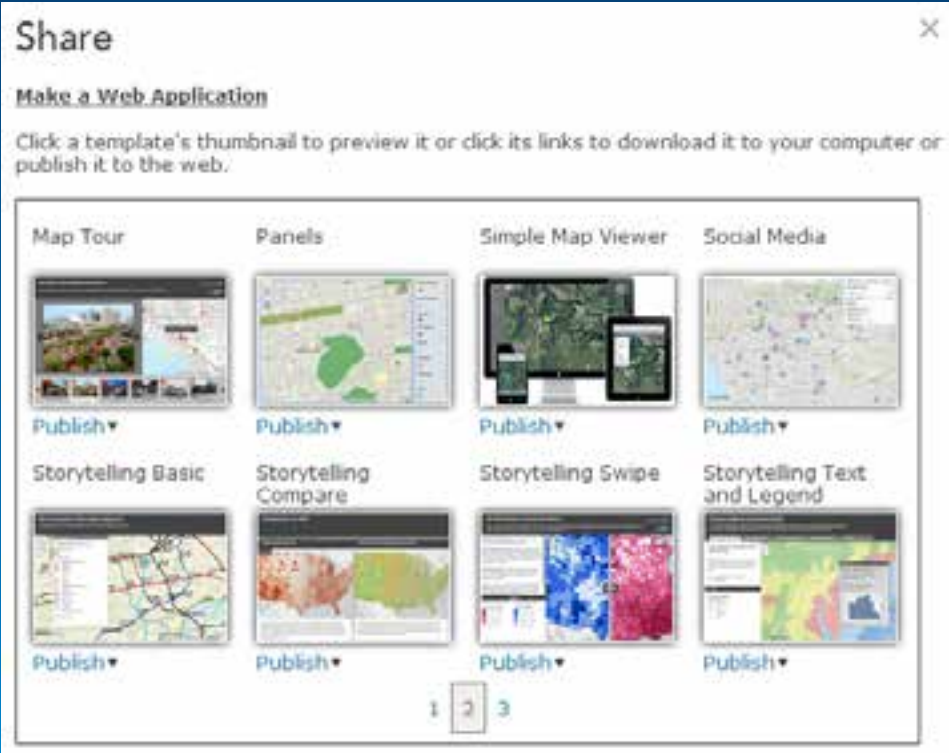 Share
×
Make a Web Application
Click a template's thumbnail to preview it or click its links to download it to your computer or
publish it to the web.
Map Tour
Panels
Simple Map Viewer
Social Media
Publish▾
Publish▾
Publish▾
Publish▾
Storytelling Basic
Storytelling
Compare
Storytelling Swipe
Storytelling Text
and Legend
Publish▾
Publish▾
Publish▾
Publish▾
1 2 3